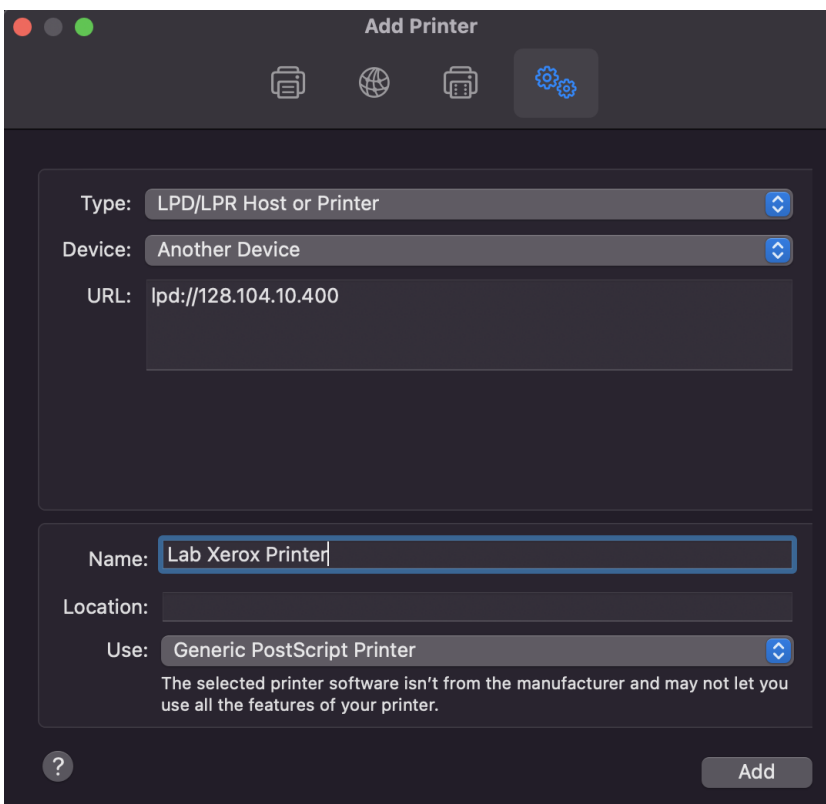 Add Printer
Type: LPD/LPR Host or Printer
Device: Another Device
URL: lpd://128.104.10.400
Name: Lab Xerox Printer
Location:
Use: Generic PostScript Printer
The selected printer software isn't from the manufacturer and may not let you
use all the features of your printer.
? Add